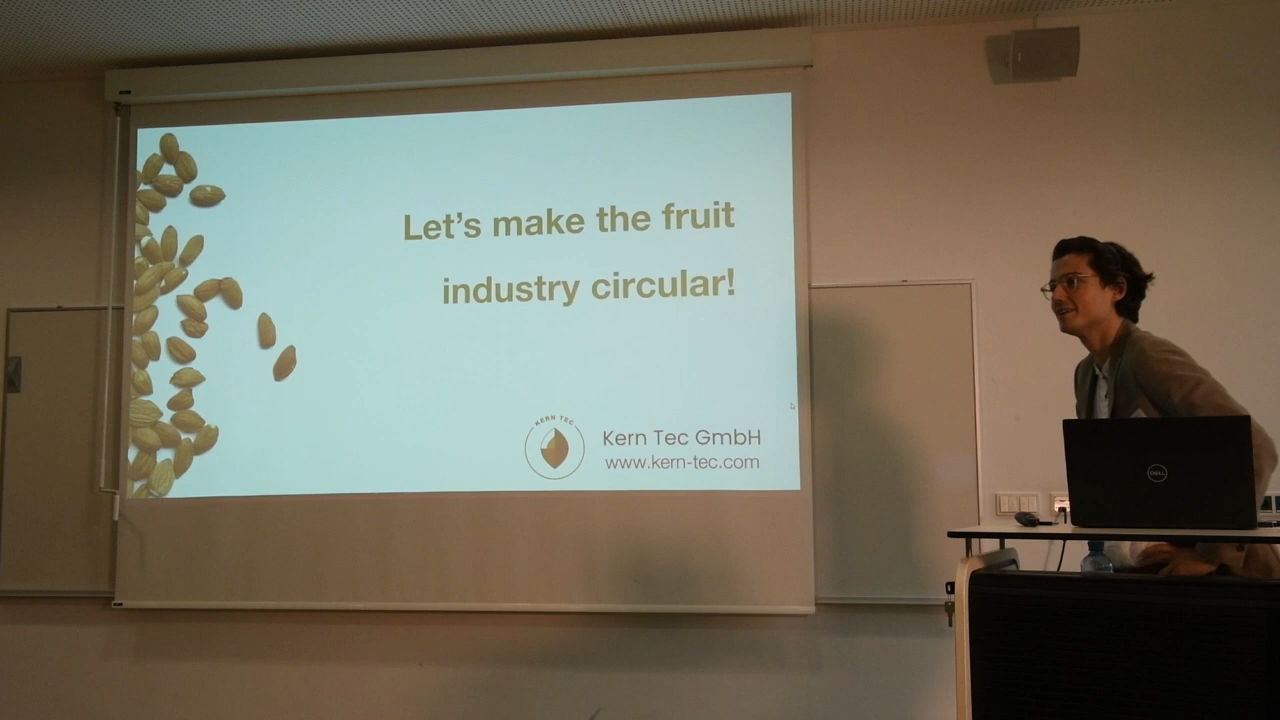 Let's make the fruit
industry circular!
KERN TEC
Kern Tec GmbH
www.kern-tec.com
DELL